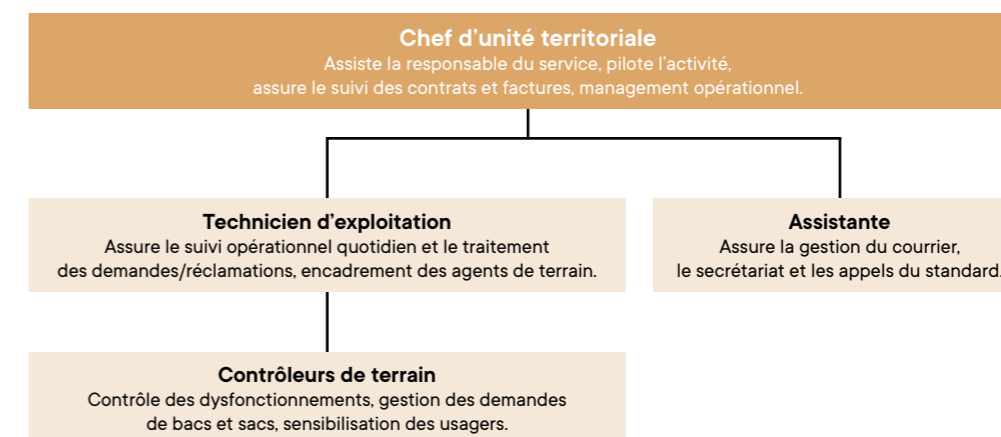 Chef d'unité territoriale
Assiste la responsable du service, pilote l'activité,
assure le suivi des contrats et factures, management opérationnel.
Technicien d'exploitation
Assure le suivi opérationnel quotidien et le traitement
des demandes/réclamations, encadrement des agents de terrain.
Assistante
Assure la gestion du courrier,
le secrétariat et les appels du standard.
Contrôleurs de terrain
Contrôle des dysfonctionnements, gestion des demandes
de bacs et sacs, sensibilisation des usagers.